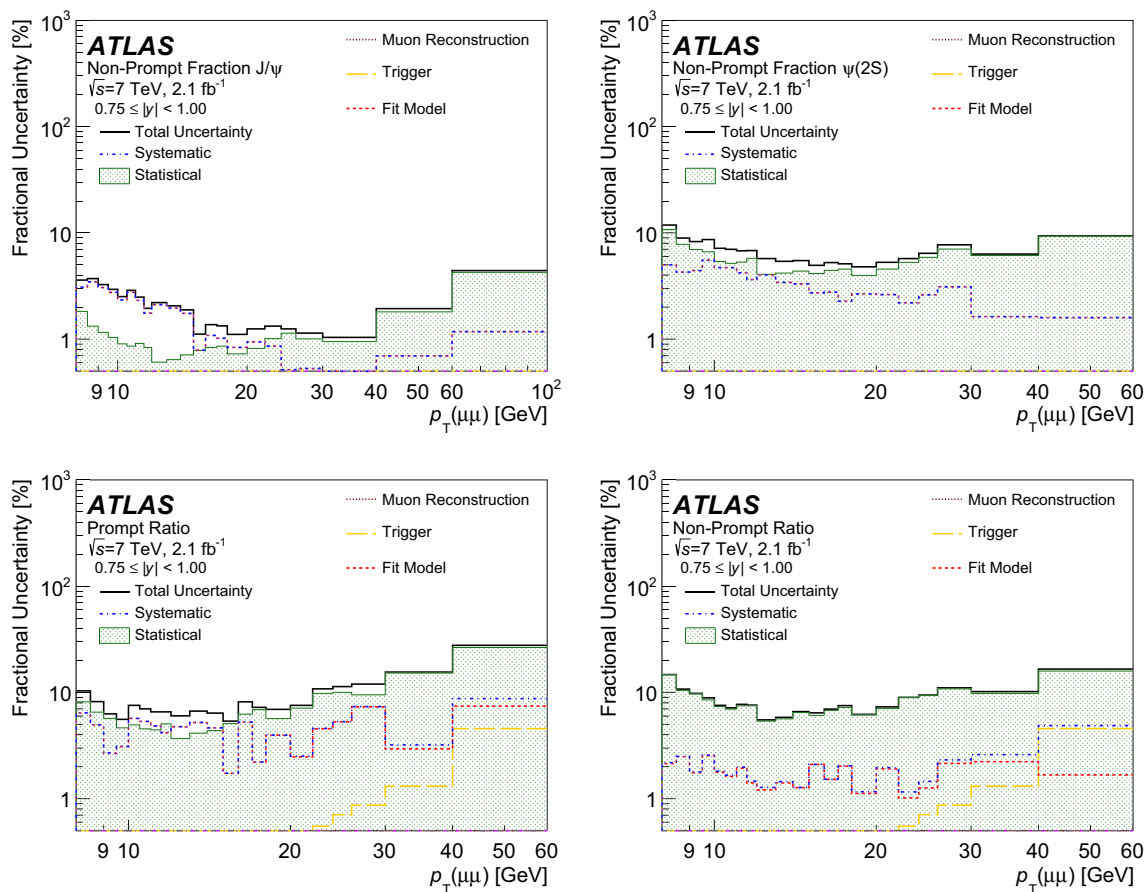 10³
ATLAS
Non-Prompt Fraction J/ψ
√s=7 TeV, 2.1 fb⁻¹
0.75 ≤ |y| < 1.00
Total Uncertainty
Systematic
Statistical
Muon Reconstruction
Trigger
Fit Model
Fractional Uncertainty [%]
10²
10
1
9 10 20 30 40 50 60 10²
p_T(μμ) [GeV]
10³
ATLAS
Non-Prompt Fraction ψ(2S)
√s=7 TeV, 2.1 fb⁻¹
0.75 ≤ |y| < 1.00
Total Uncertainty
Systematic
Statistical
Muon Reconstruction
Trigger
Fit Model
Fractional Uncertainty [%]
10²
10
1
9 10 20 30 40 50 60
p_T(μμ) [GeV]
10³
ATLAS
Prompt Ratio
√s=7 TeV, 2.1 fb⁻¹
0.75 ≤ |y| < 1.00
Total Uncertainty
Systematic
Statistical
Muon Reconstruction
Trigger
Fit Model
Fractional Uncertainty [%]
10²
10
1
9 10 20 30 40 50 60
p_T(μμ) [GeV]
10³
ATLAS
Non-Prompt Ratio
√s=7 TeV, 2.1 fb⁻¹
0.75 ≤ |y| < 1.00
Total Uncertainty
Systematic
Statistical
Muon Reconstruction
Trigger
Fit Model
Fractional Uncertainty [%]
10²
10
1
9 10 20 30 40 50 60
p_T(μμ) [GeV]